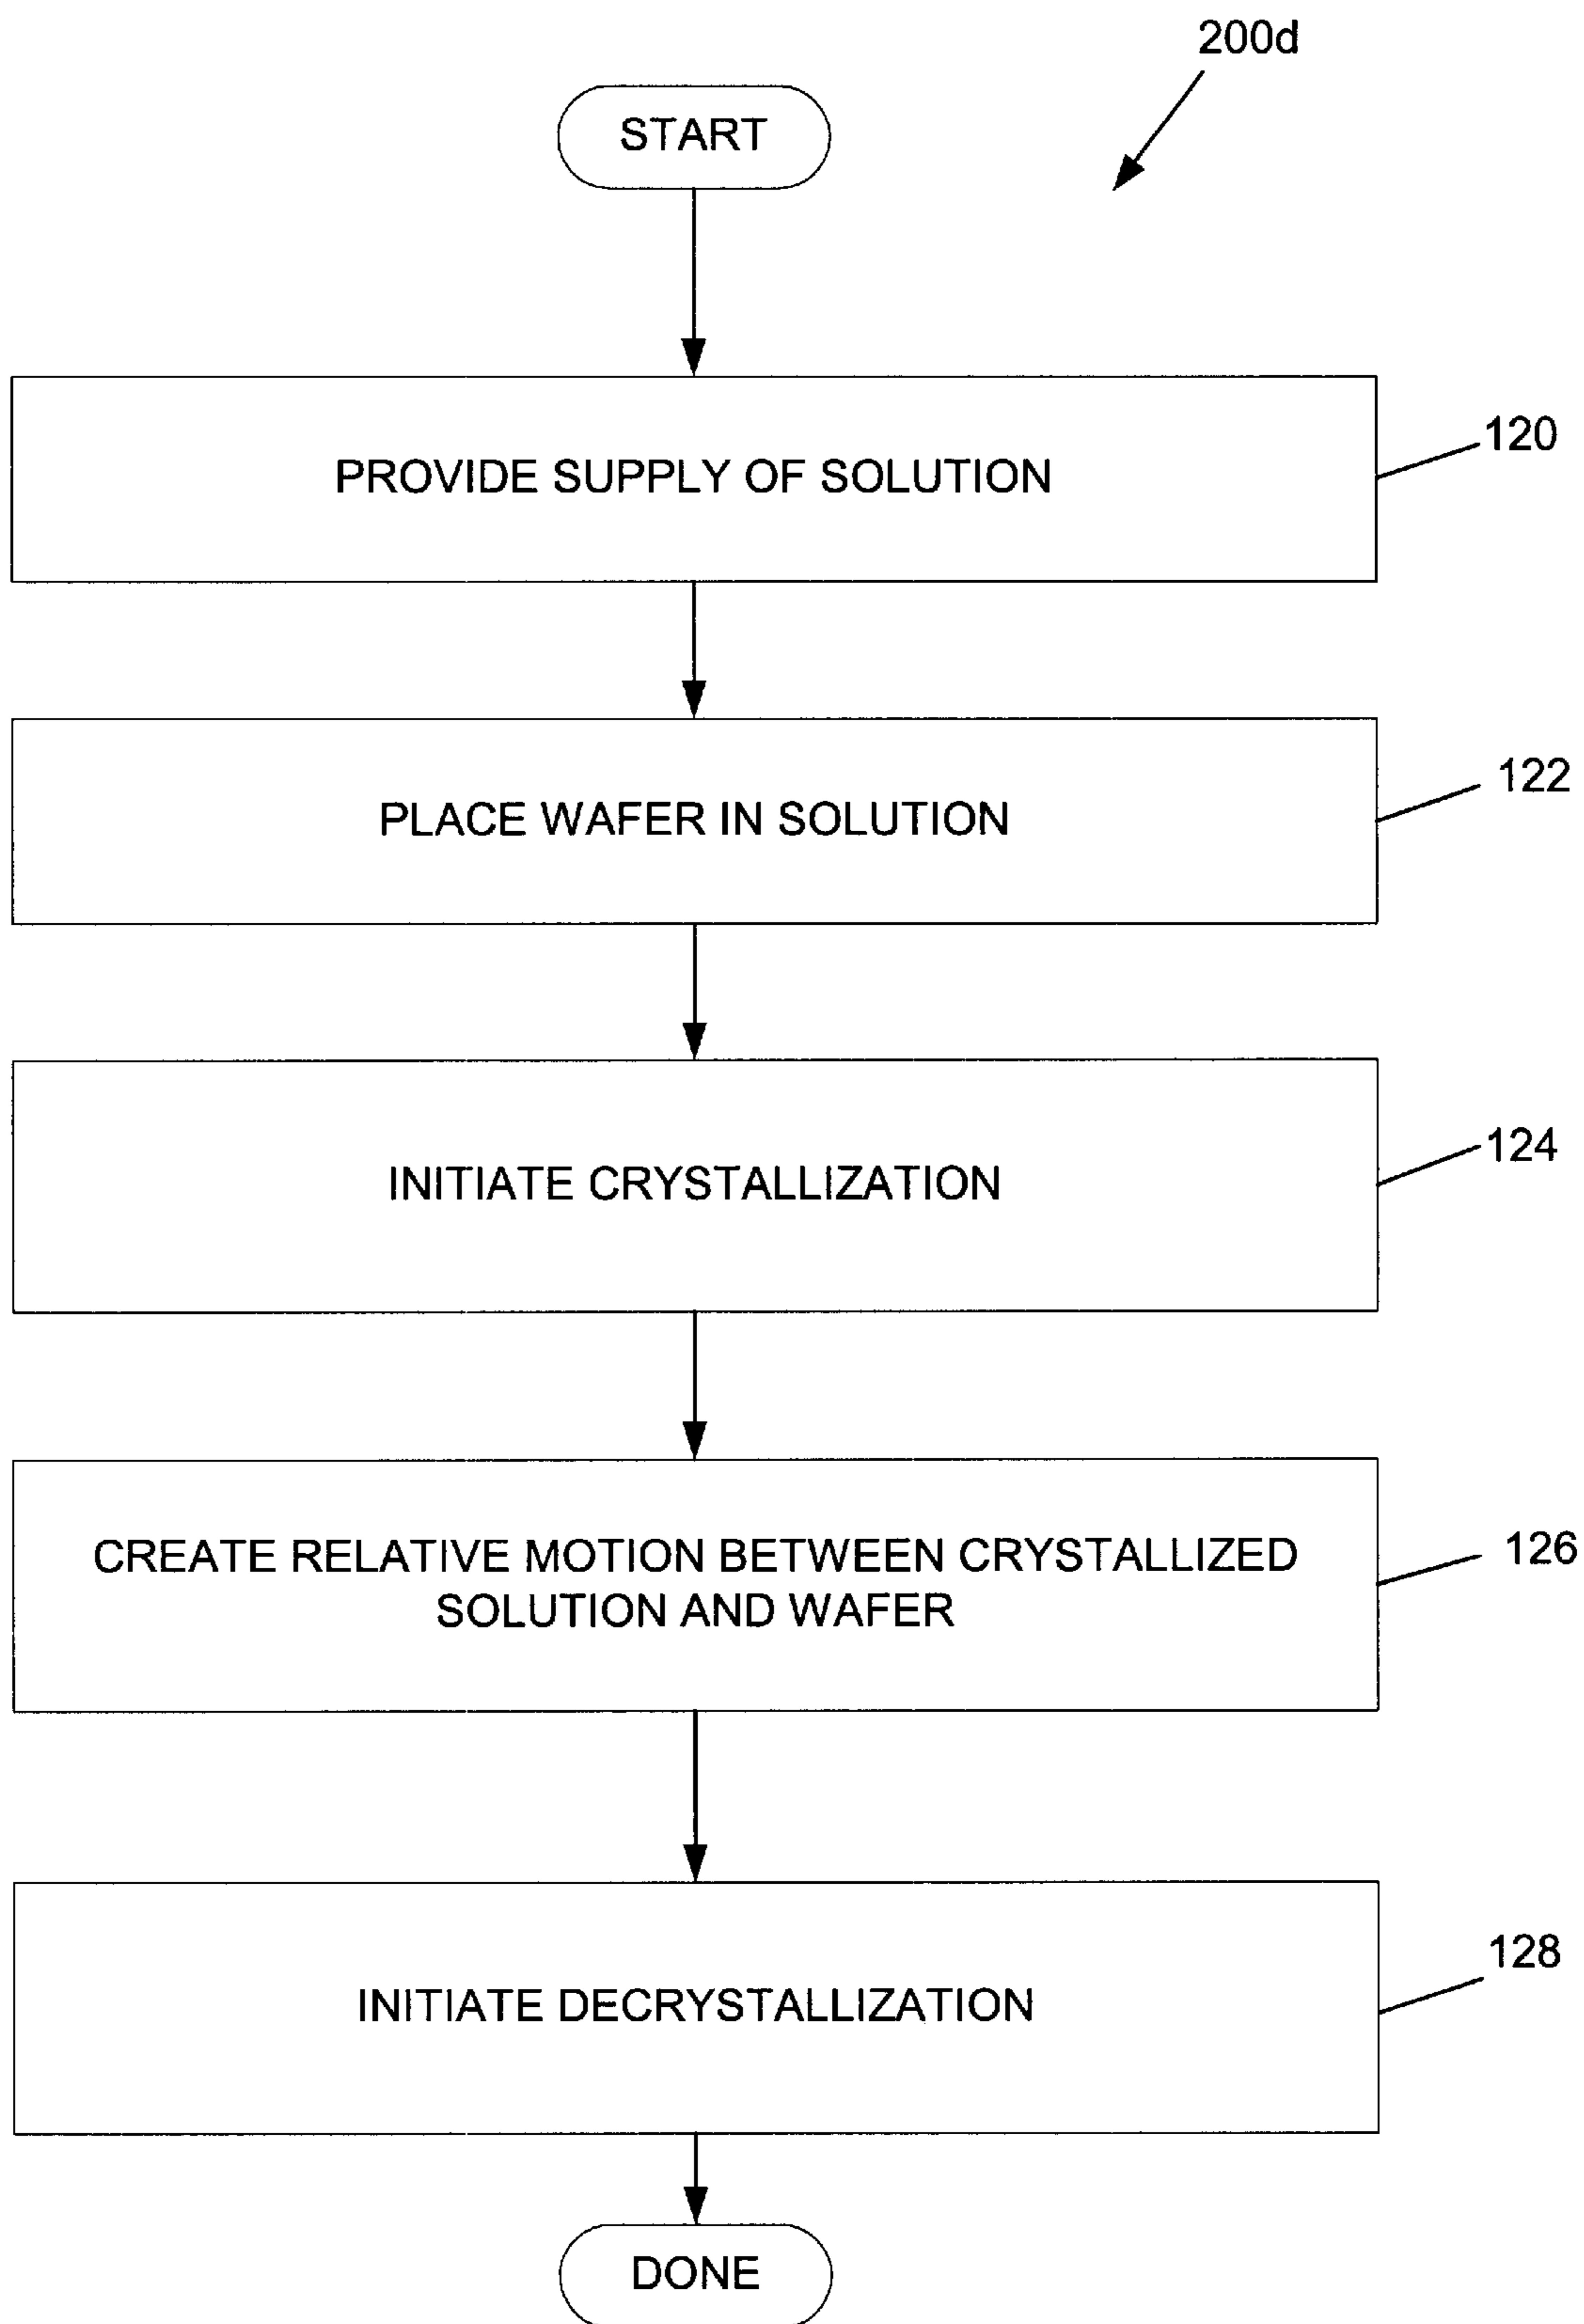 200d
START
PROVIDE SUPPLY OF SOLUTION
120
PLACE WAFER IN SOLUTION
122
INITIATE CRYSTALLIZATION
124
CREATE RELATIVE MOTION BETWEEN CRYSTALLIZED
SOLUTION AND WAFER
126
INITIATE DECRYSTALLIZATION
128
DONE